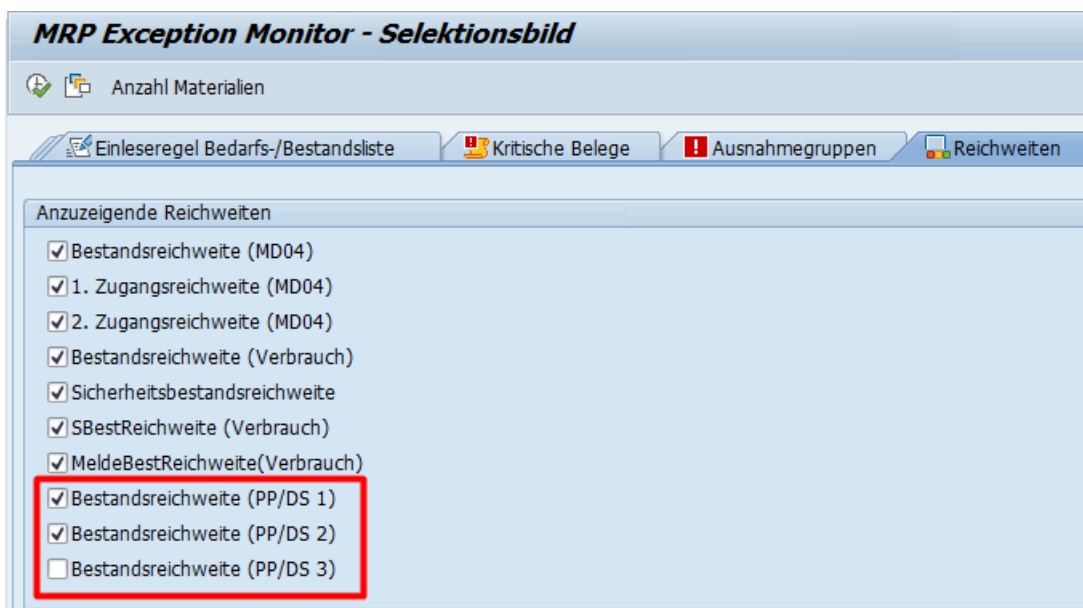 MRP Exception Monitor - Selektionsbild
Anzahl Materialien
Einleseregel Bedarfs-/Bestandsliste Kritische Belege Ausnahmegruppen Reichweiten
Anzuzeigende Reichweiten
Bestandsreichweite (MD04)
1. Zugangsreichweite (MD04)
2. Zugangsreichweite (MD04)
Bestandsreichweite (Verbrauch)
Sicherheitsbestandsreichweite
SBestReichweite (Verbrauch)
MeldeBestReichweite(Verbrauch)
Bestandsreichweite (PP/DS 1)
Bestandsreichweite (PP/DS 2)
Bestandsreichweite (PP/DS 3)